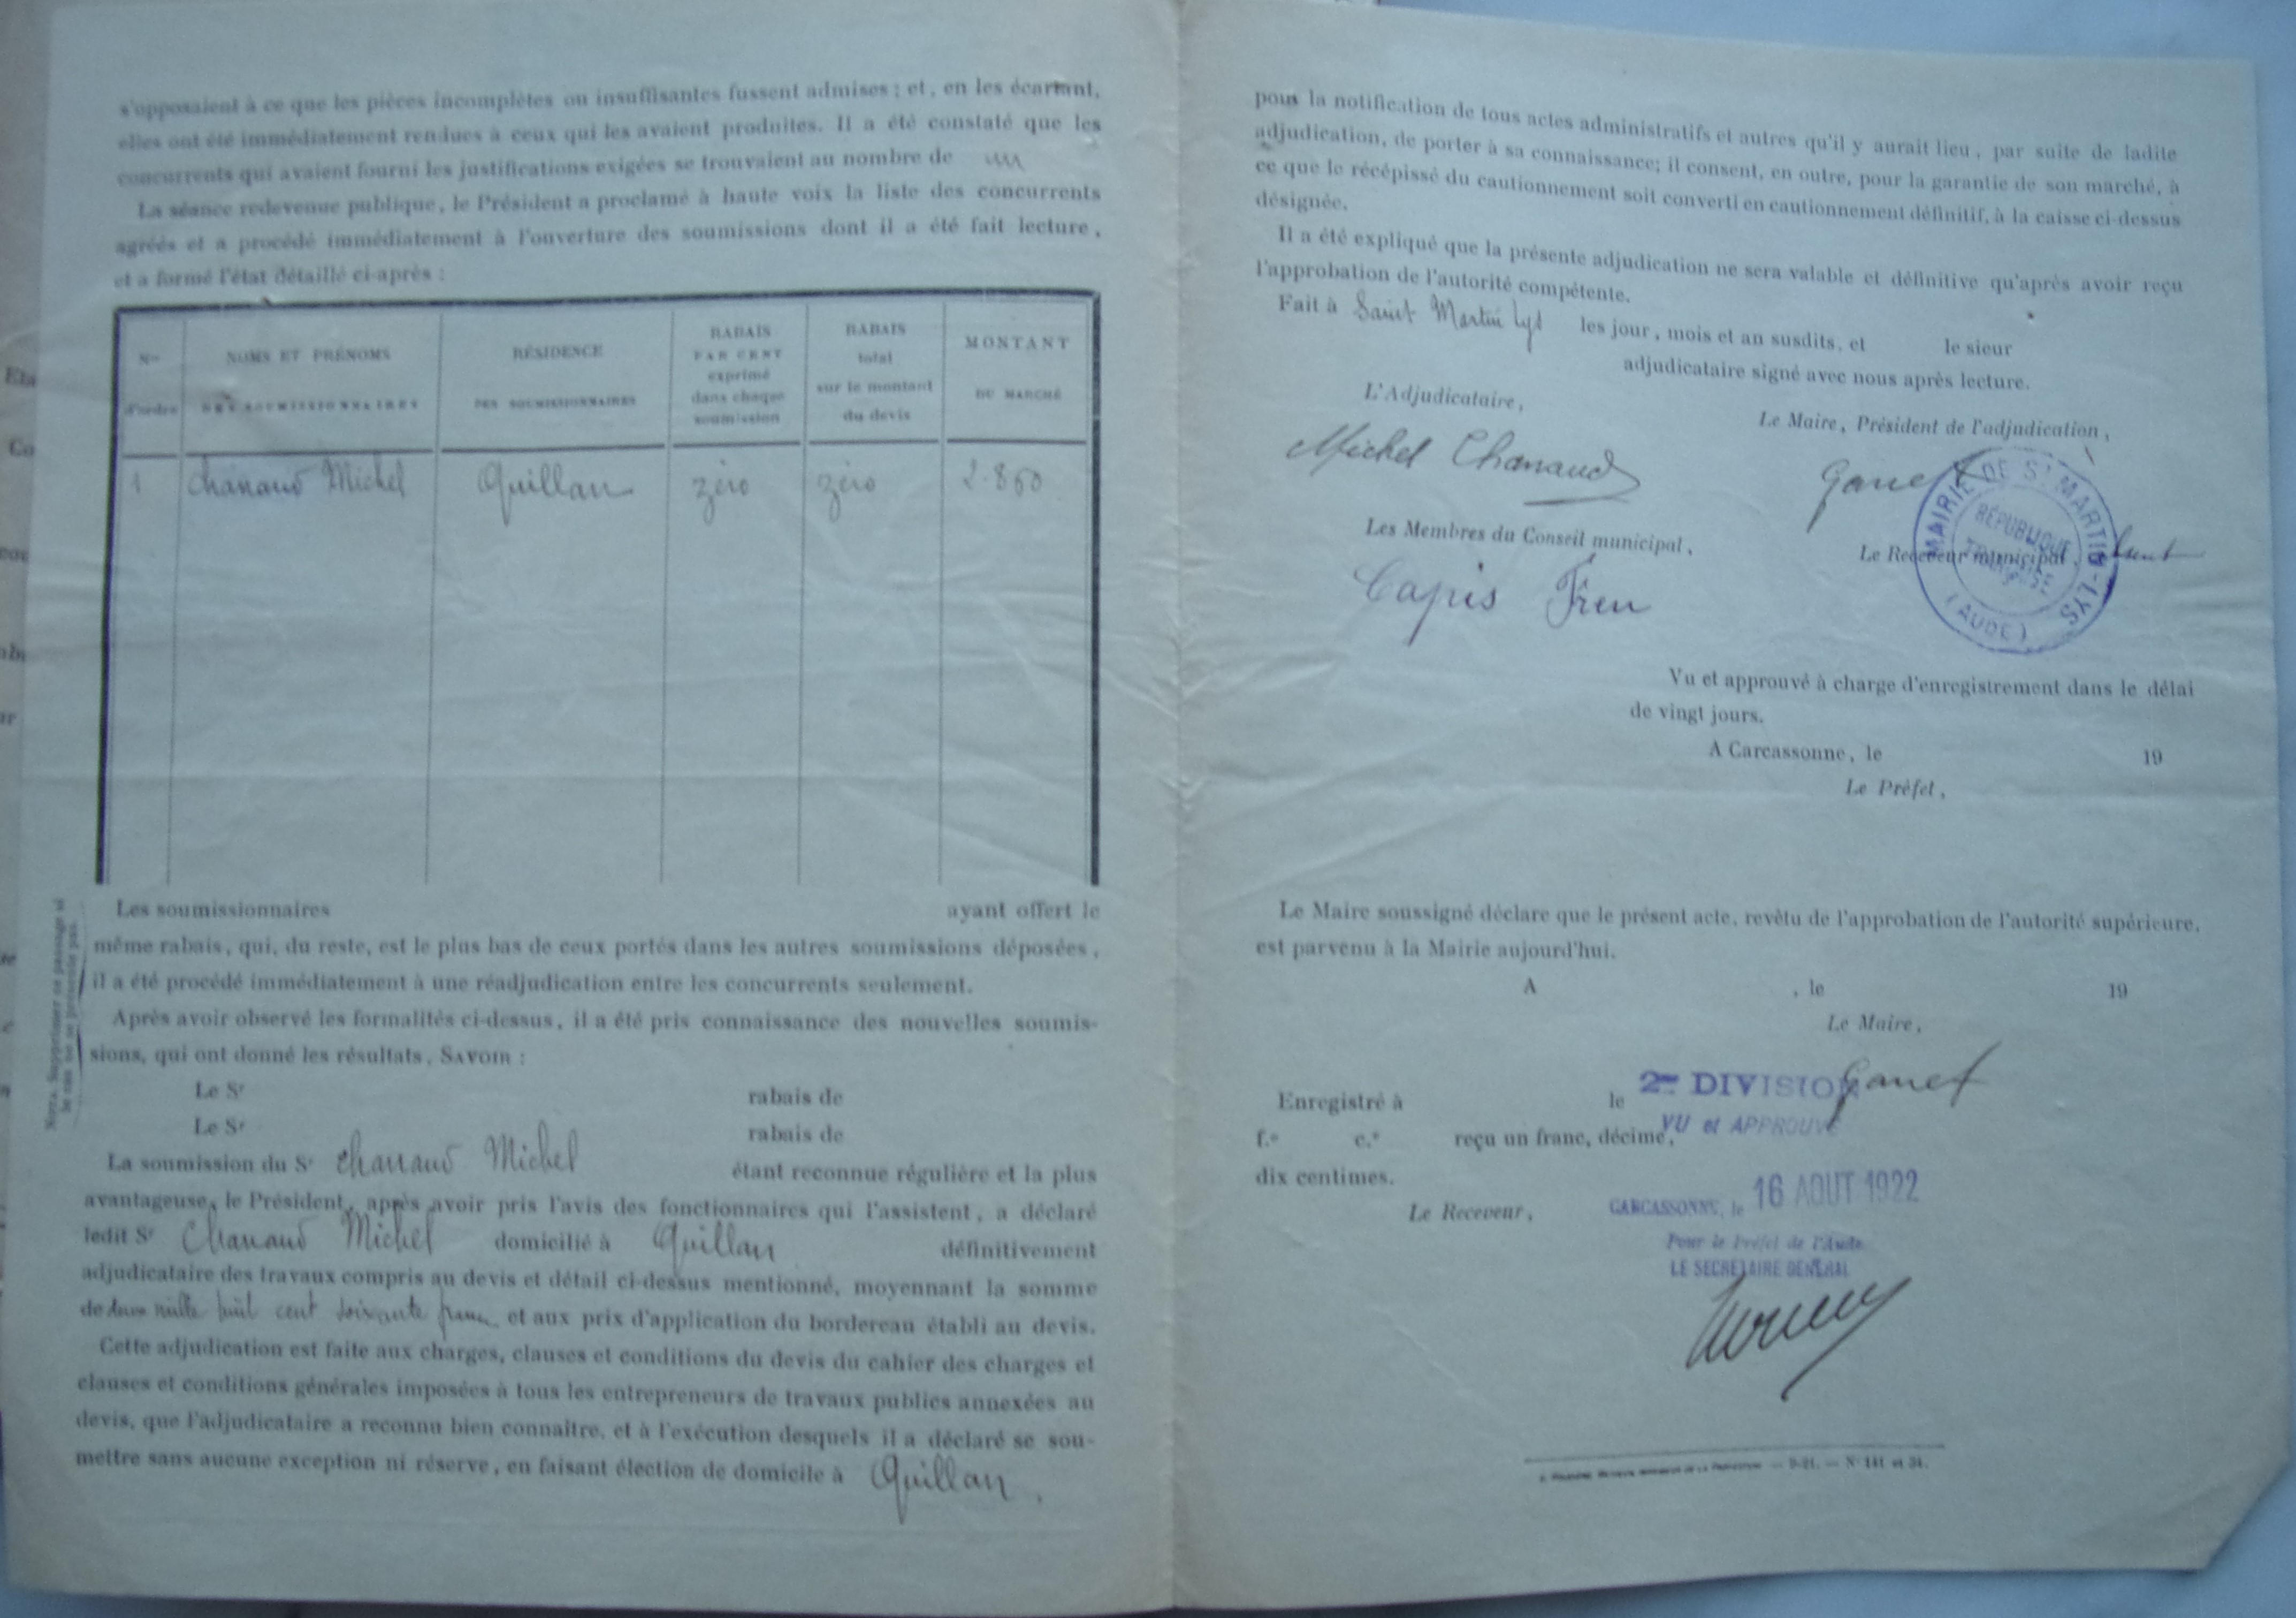 s'opposaient à ce que les pièces incomplètes ou insuffisantes fussent admises ; et, en les écartant,
elles ont été immédiatement rendues à ceux qui les avaient produites. Il a été constaté que les
concurrents qui avaient fourni les justifications exigées se trouvaient au nombre de un
La séance redevenue publique, le Président a proclamé à haute voix la liste des concurrents
agréés et a procédé immédiatement à l'ouverture des soumissions dont il a été fait lecture,
et a formé l'état détaillé ci-après :
Nos d'ordre
NOMS ET PRÉNOMS DES SOUMISSIONNAIRES
RÉSIDENCE DES SOUMISSIONNAIRES
RABAIS PAR CENT exprimé dans chaque soumission
RABAIS total sur le montant du devis
MONTANT DU MARCHÉ
1 Chanaud Michel Quillan zéro zéro 2.860
Les soumissionnaires ayant offert le
même rabais, qui, du reste, est le plus bas de ceux portés dans les autres soumissions déposées,
il a été procédé immédiatement à une réadjudication entre les concurrents seulement.
Après avoir observé les formalités ci-dessus, il a été pris connaissance des nouvelles soumis-
sions, qui ont donné les résultats, SAVOIR :
Nota. Supprimer ce passage si
le cas ne se présente pas.
Le Sr rabais de
Le Sr rabais de
La soumission du Sr Chanaud Michel étant reconnue régulière et la plus
avantageuse, le Président, après avoir pris l'avis des fonctionnaires qui l'assistent, a déclaré
ledit Sr Chanaud Michel domicilié à Quillan définitivement
adjudicataire des travaux compris au devis et détail ci-dessus mentionné, moyennant la somme
de deux mille huit cent soixante francs et aux prix d'application du bordereau établi au devis.
Cette adjudication est faite aux charges, clauses et conditions du devis du cahier des charges et
clauses et conditions générales imposées à tous les entrepreneurs de travaux publics annexées au
devis, que l'adjudicataire a reconnu bien connaître, et à l'exécution desquels il a déclaré se sou-
mettre sans aucune exception ni réserve, en faisant élection de domicile à Quillan,
pour la notification de tous actes administratifs et autres qu'il y aurait lieu, par suite de ladite
adjudication, de porter à sa connaissance; il consent, en outre, pour la garantie de son marché, à
ce que le récépissé du cautionnement soit converti en cautionnement définitif, à la caisse ci-dessus
désignée.
Il a été expliqué que la présente adjudication ne sera valable et définitive qu'après avoir reçu
l'approbation de l'autorité compétente.
Fait à Saint Martin Lys les jour, mois et an susdits, et le sieur
adjudicataire signé avec nous après lecture.
L'Adjudicataire,
Le Maire, Président de l'adjudication,
Michel Chanaud
Ganet
MAIRIE DE ST MARTIN-LYS
RÉPUBLIQUE
FRANÇAISE
(AUDE)
Les Membres du Conseil municipal,
Le Receveur municipal,
Capis
Vu et approuvé à charge d'enregistrement dans le délai
de vingt jours.
A Carcassonne, le 19
Le Préfet,
Le Maire soussigné déclare que le présent acte, revêtu de l'approbation de l'autorité supérieure,
est parvenu à la Mairie aujourd'hui.
A , le 19
Le Maire,
Ganet
2me DIVISION
Enregistré à le
VU et APPROUVÉ
f.o c.e reçu un franc, décime,
dix centimes.
CARCASSONNE, le 16 AOUT 1922
Le Receveur,
Pour le Préfet de l'Aude
LE SECRÉTAIRE GÉNÉRAL
9-21. — N° 141 et 34.